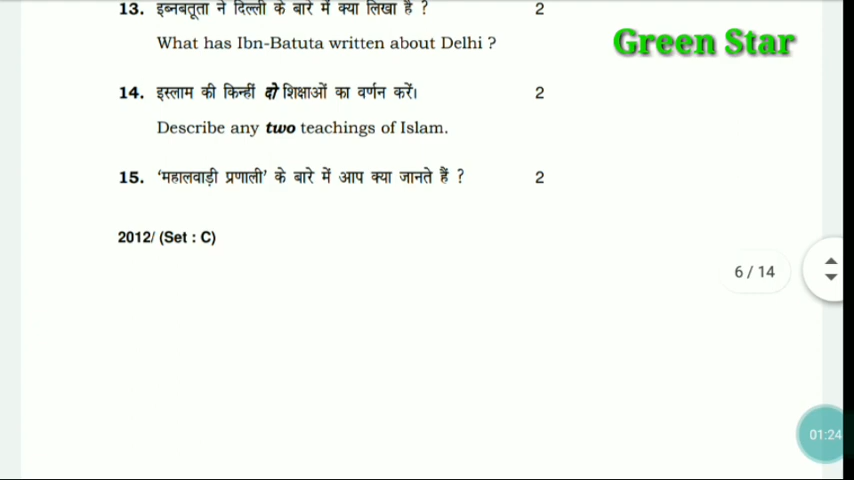 13. इब्नबतूता ने दिल्ली के बारे में क्या लिखा है ? 2
Green Star
What has Ibn-Batuta written about Delhi ?
14. इस्लाम की किन्हीं दो शिक्षाओं का वर्णन करें। 2
Describe any two teachings of Islam.
15. ‘महालवाड़ी प्रणाली’ के बारे में आप क्या जानते हैं ? 2
2012/ (Set : C)
6 / 14
01:24